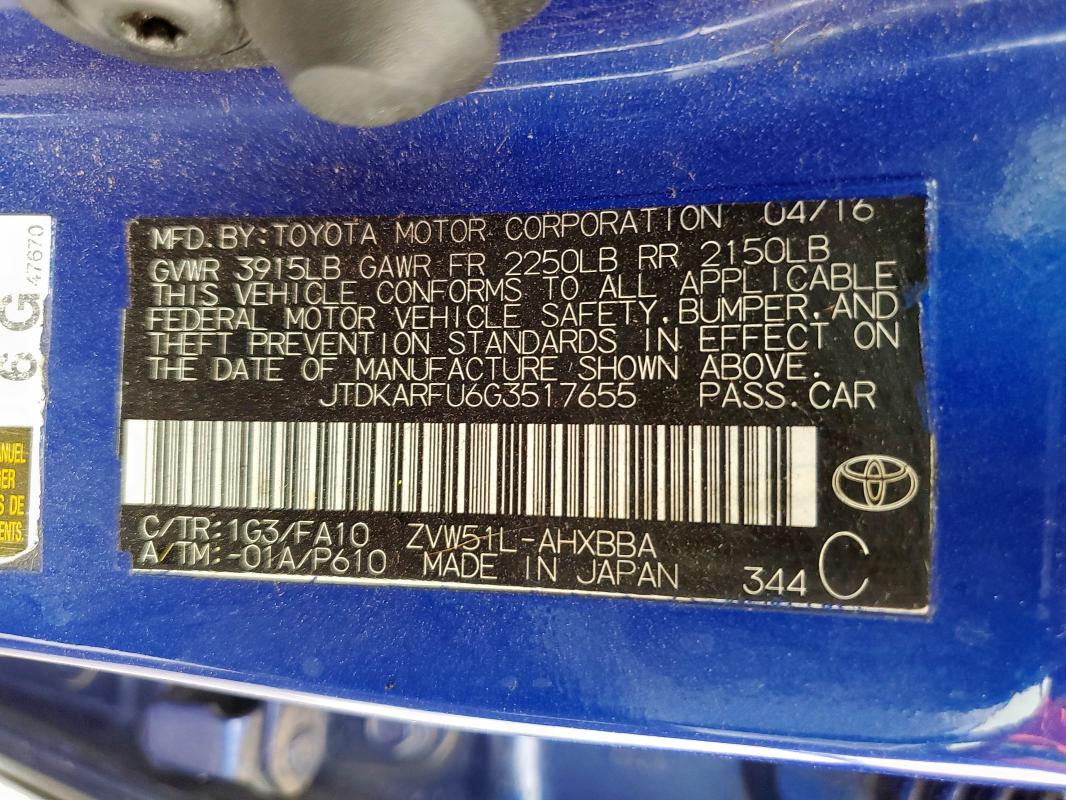 MFD. BY: TOYOTA MOTOR CORPORATION 04/16
GVWR 3915LB GAWR FR 2250LB RR 2150LB
THIS VEHICLE CONFORMS TO ALL APPLICABLE
FEDERAL MOTOR VEHICLE SAFETY, BUMPER, AND
THEFT PREVENTION STANDARDS IN EFFECT ON
THE DATE OF MANUFACTURE SHOWN ABOVE.
JTDKARFU6G3517655 PASS. CAR
C/TR: 1G3/FA10 ZVW51L-AHXBBA
A/TM: -01A/P610 MADE IN JAPAN 344 C
6 G
47670